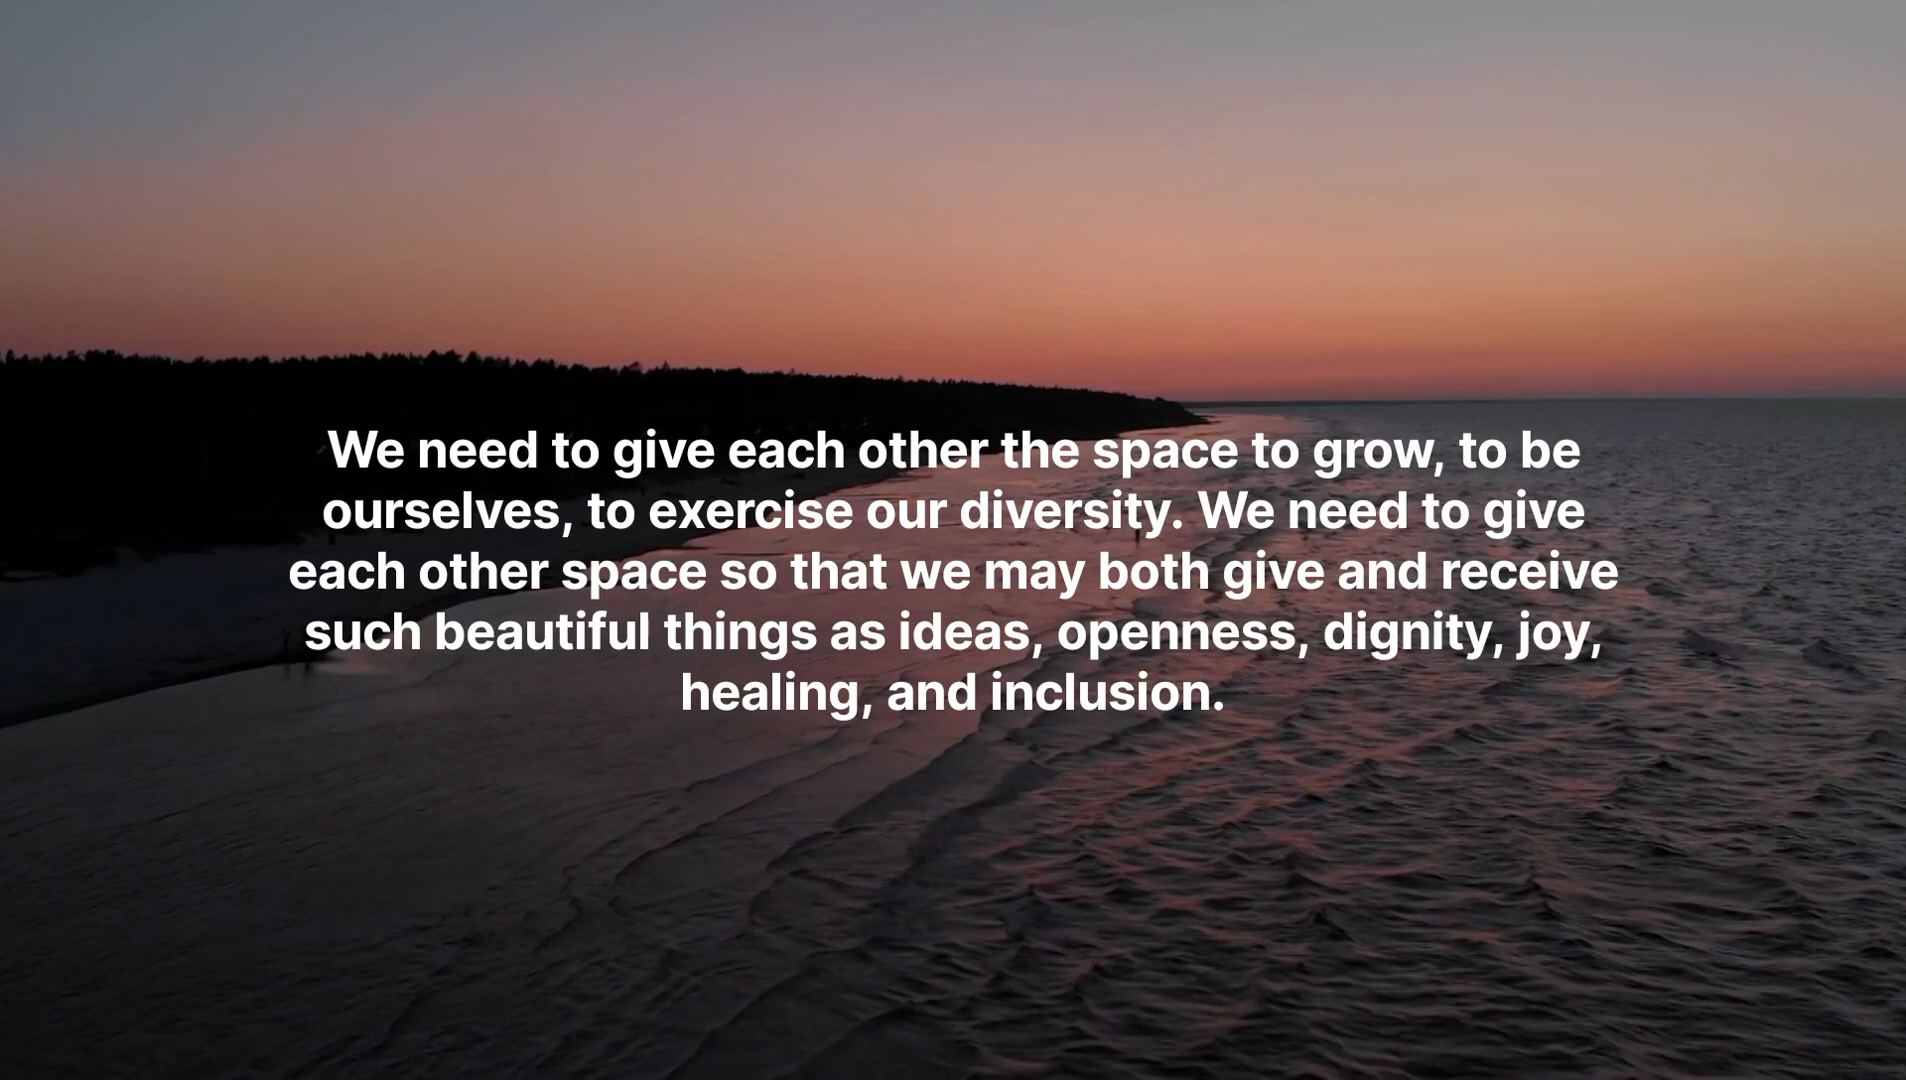 We need to give each other the space to grow, to be
ourselves, to exercise our diversity. We need to give
each other space so that we may both give and receive
such beautiful things as ideas, openness, dignity, joy,
healing, and inclusion.